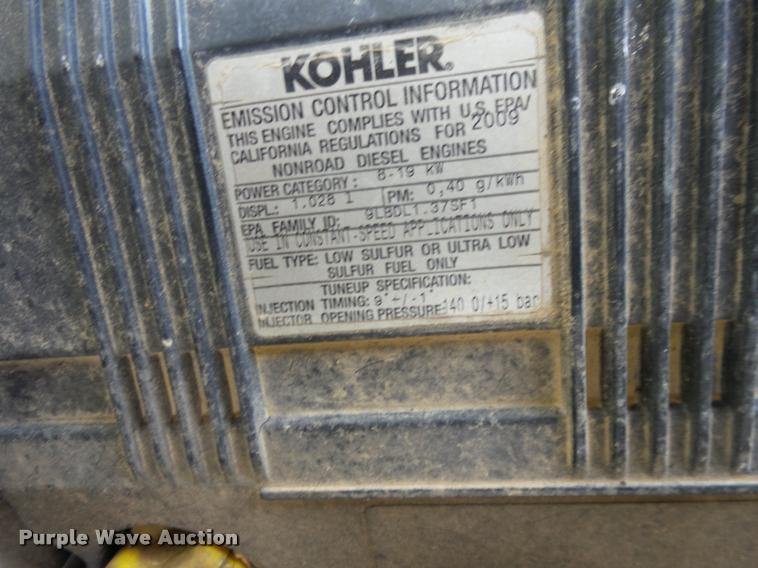 KOHLER®
EMISSION CONTROL INFORMATION
THIS ENGINE COMPLIES WITH U.S. EPA/
CALIFORNIA REGULATIONS FOR 2009
NONROAD DIESEL ENGINES
POWER CATEGORY: 8-19 kW
DISPL: 1.028 l PM: 0,40 g/kWh
EPA FAMILY ID: 9LBDL1.37SF1
USE IN CONSTANT-SPEED APPLICATIONS ONLY
FUEL TYPE: LOW SULFUR OR ULTRA LOW
SULFUR FUEL ONLY
TUNEUP SPECIFICATION:
INJECTION TIMING: 9°+/-1°
INJECTOR OPENING PRESSURE: 140 0/+15 bar
Purple Wave Auction